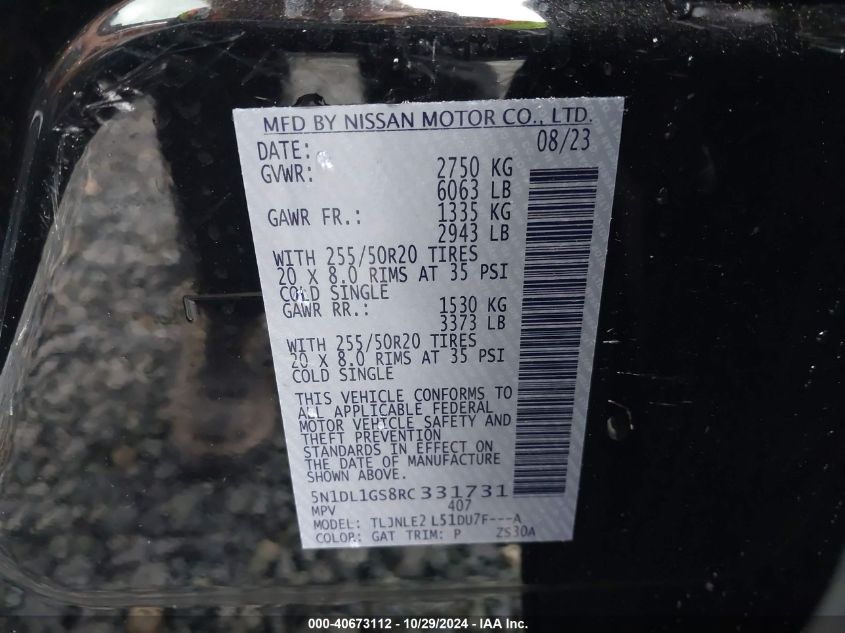 MFD BY NISSAN MOTOR CO., LTD.
DATE: 08/23
GVWR: 2750 KG
6063 LB
GAWR FR.: 1335 KG
2943 LB
WITH 255/50R20 TIRES
20 X 8.0 RIMS AT 35 PSI
COLD SINGLE
GAWR RR.: 1530 KG
3373 LB
WITH 255/50R20 TIRES
20 X 8.0 RIMS AT 35 PSI
COLD SINGLE
THIS VEHICLE CONFORMS TO
ALL APPLICABLE FEDERAL
MOTOR VEHICLE SAFETY AND
THEFT PREVENTION
STANDARDS IN EFFECT ON
THE DATE OF MANUFACTURE
SHOWN ABOVE.
5N1DL1GS8RC331731
MPV 407
MODEL: TLJNLE2 L51DU7F---A
COLOR: GAT TRIM: P ZS30A
000-40673112 - 10/29/2024 - IAA Inc.